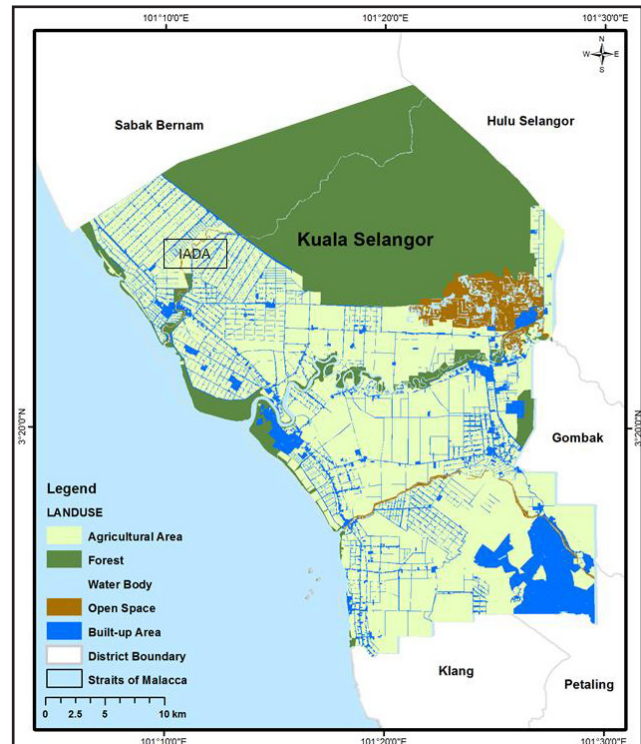 101°10'0"E 101°20'0"E 101°30'0"E
N
W E
S
Sabak Bernam
Hulu Selangor
Kuala Selangor
IADA
3°20'0"N 3°20'0"N
Gombak
Legend
LANDUSE
Agricultural Area
Forest
Water Body
Open Space
Built-up Area
District Boundary
Straits of Malacca
0 2.5 5 10 km
Klang
Petaling
101°10'0"E 101°20'0"E 101°30'0"E